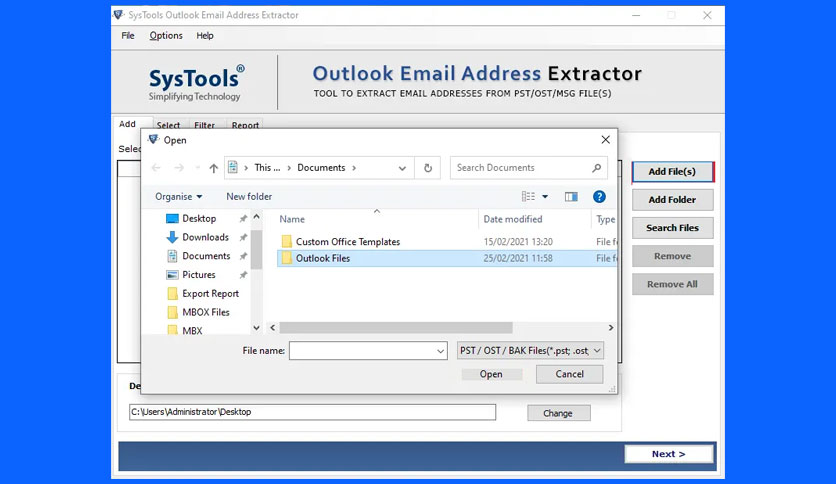 SysTools Outlook Email Address Extractor
File Options Help
SysTools®
Simplifying Technology
Outlook Email Address Extractor
TOOL TO EXTRACT EMAIL ADDRESSES FROM PST/OST/MSG FILE(S)
Add Select Filter Report
Selec
Open
This ... Documents
Search Documents
Organise New folder
Name Date modified Type
Custom Office Templates 15/02/2021 13:20 File f
Outlook Files 25/02/2021 11:58 File f
Desktop
Downloads
Documents
Pictures
Export Report
MBOX Files
MBX
File name:
PST / OST / BAK Files(*.pst; .ost,
Open Cancel
Add File(s)
Add Folder
Search Files
Remove
Remove All
De
C:\Users\Administrator\Desktop
Change
Next >